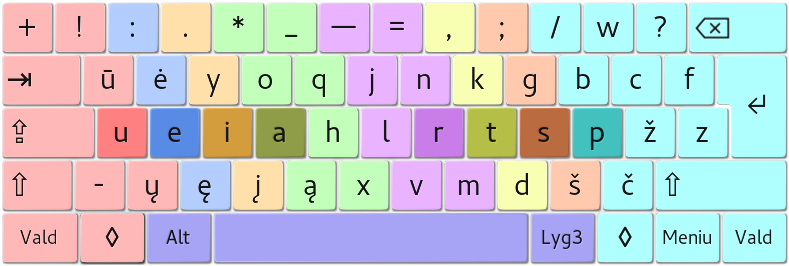 + ! : . * _ — = , ; / w ? ⌫
⇥ ū ė y o q j n k g b c f ↵
⇪ u e i a h l r t s p ž z
⇧ - ų ę į ą x v m d š č ⇧
Vald ◊ Alt Lyg3 ◊ Meniu Vald